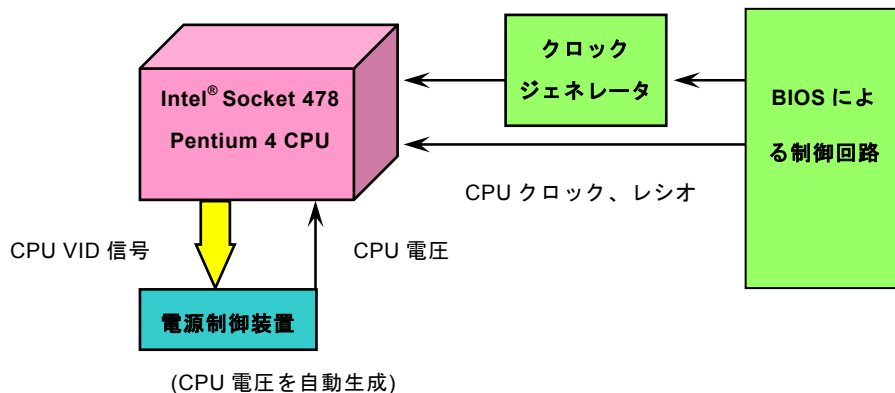 クロック
ジェネレータ
Intel® Socket 478
Pentium 4 CPU
BIOS によ
る制御回路
CPU クロック、レシオ
CPU VID 信号
CPU 電圧
電源制御装置
(CPU 電圧を自動生成)